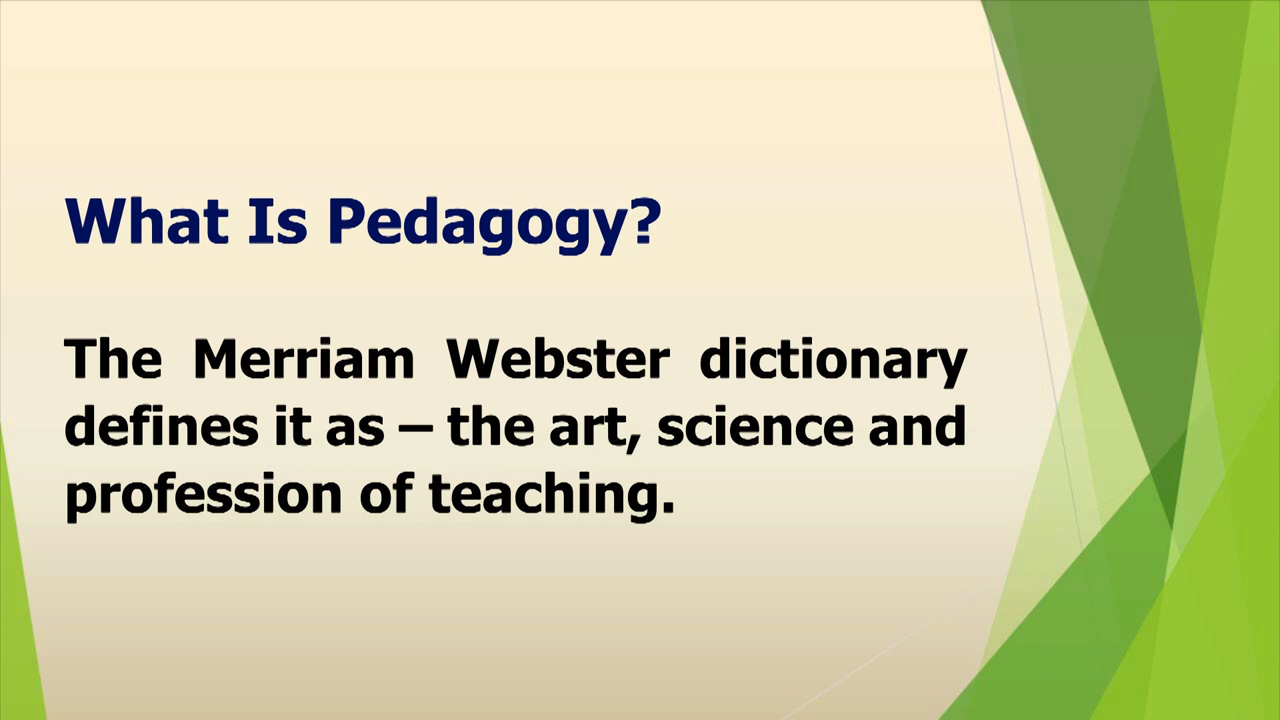 What Is Pedagogy?
The Merriam Webster dictionary
defines it as – the art, science and
profession of teaching.